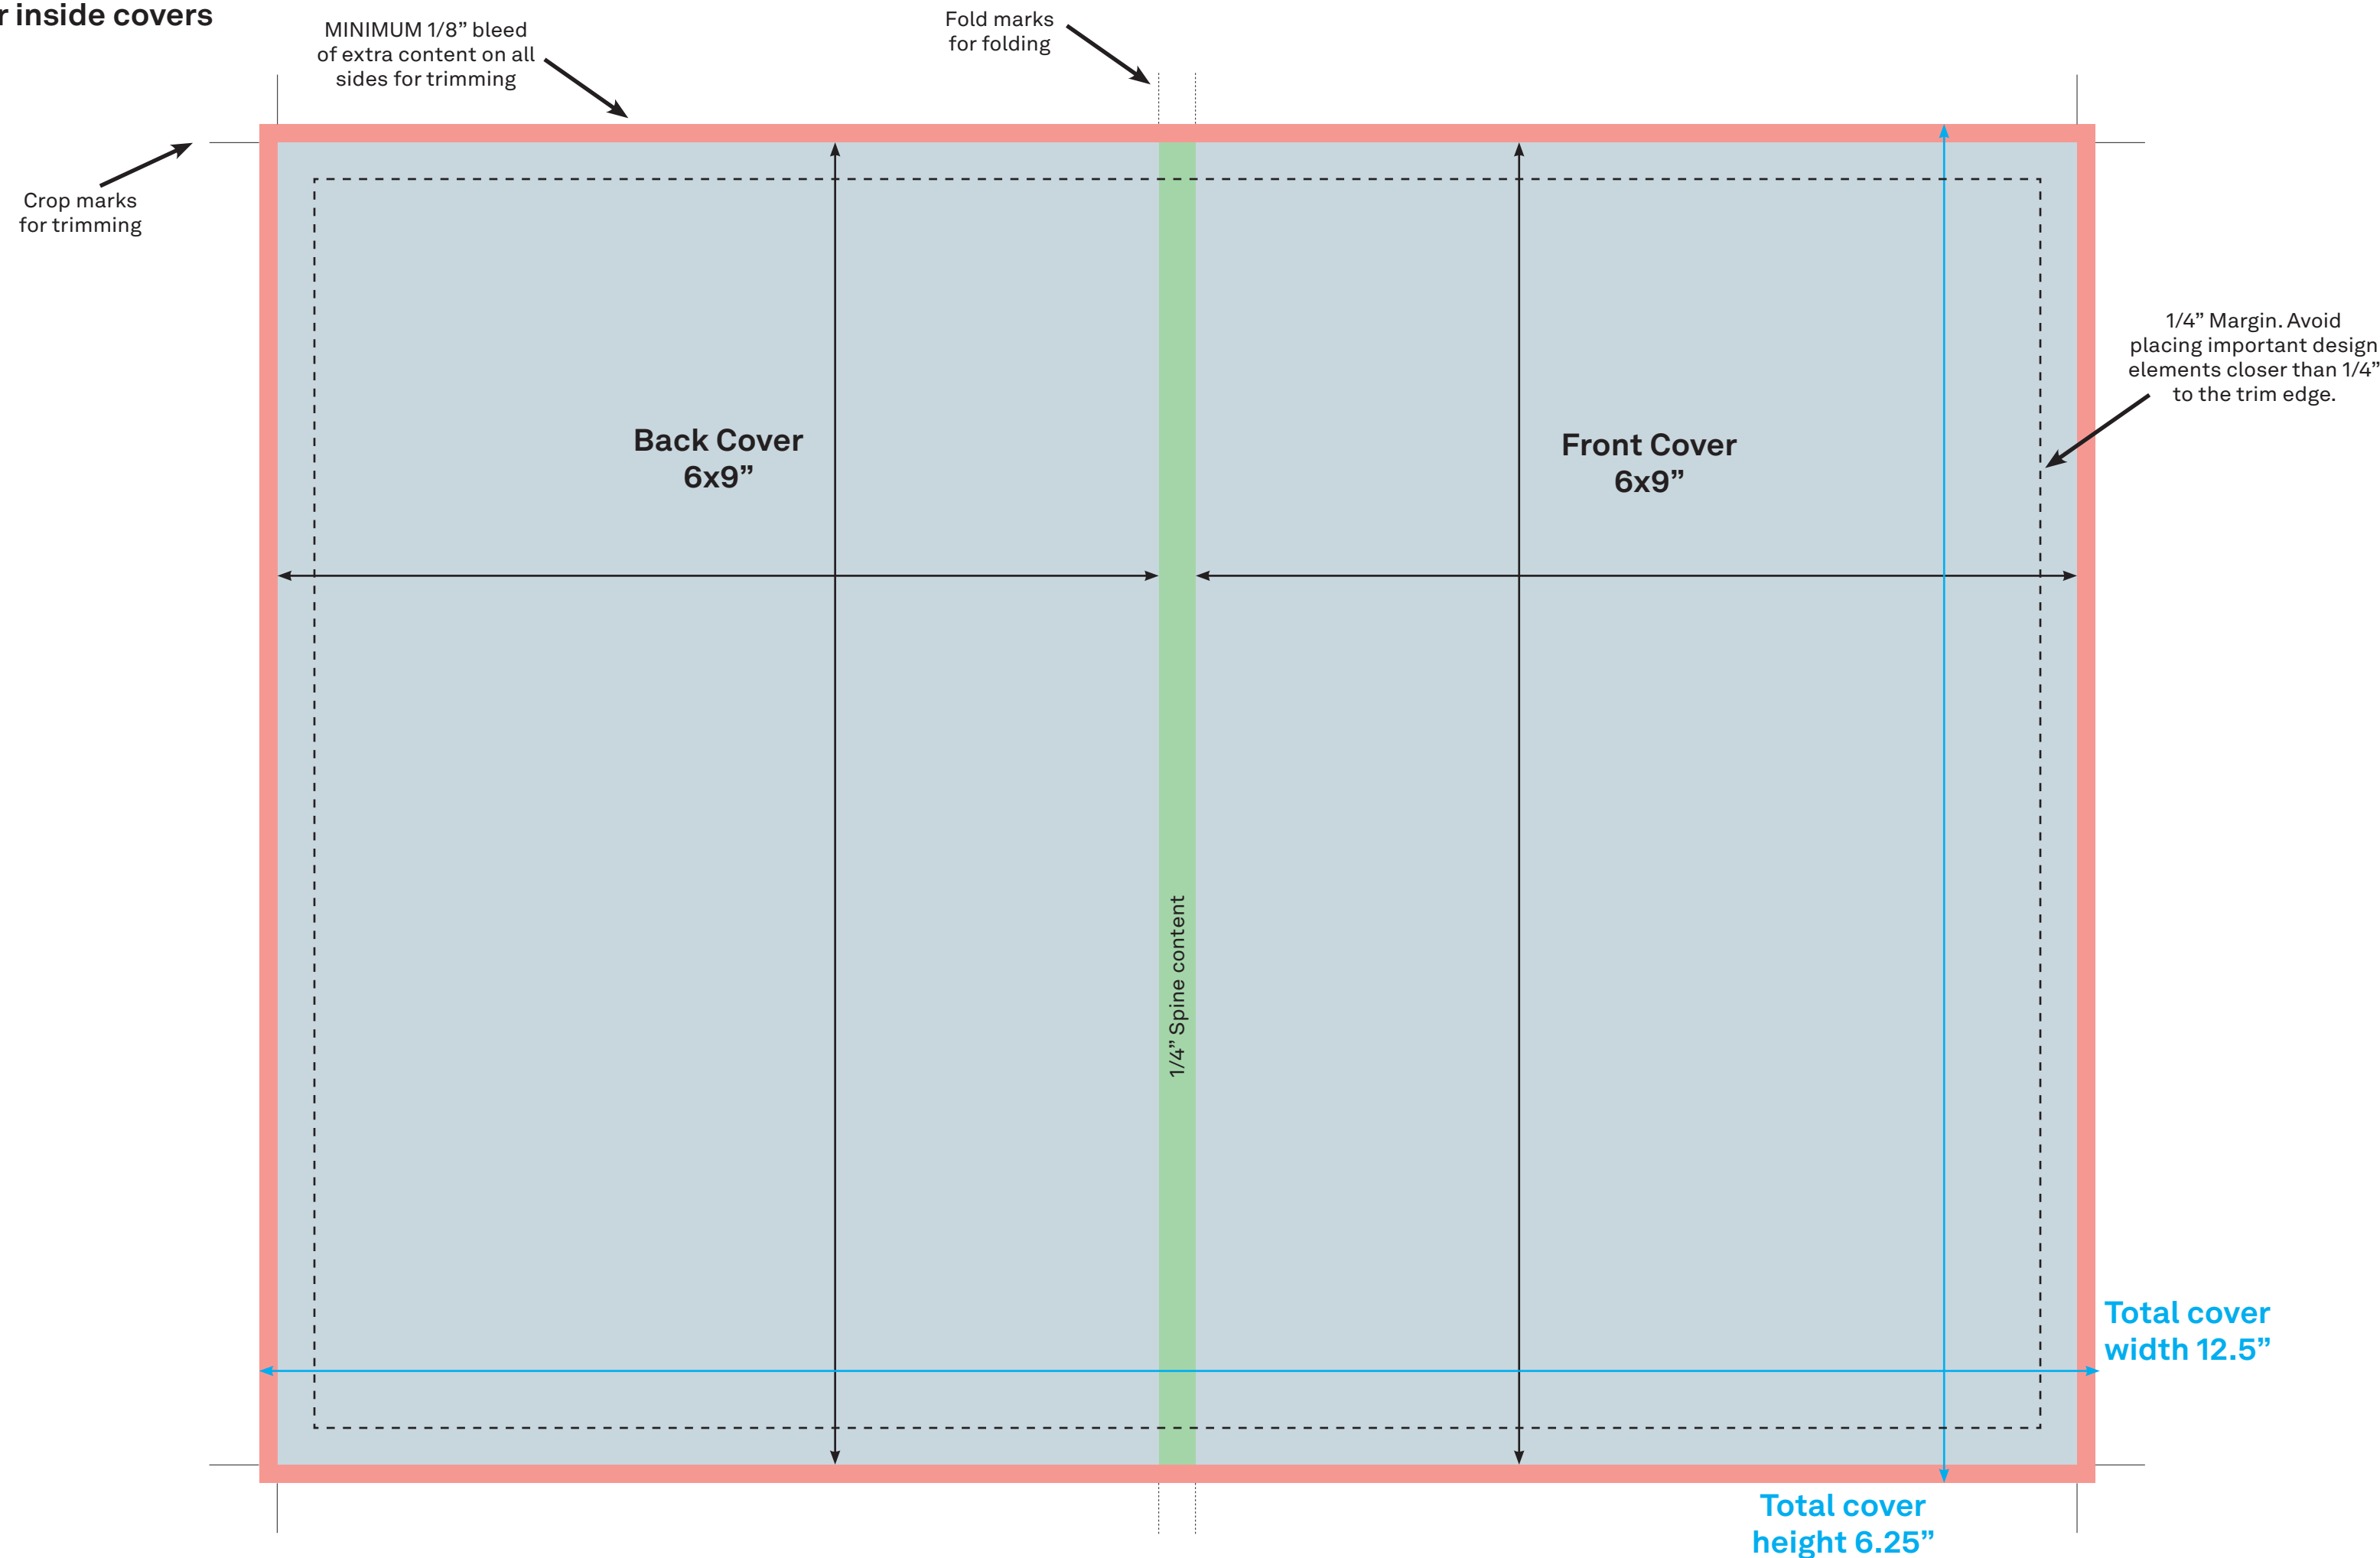 r inside covers
MINIMUM 1/8” bleed
of extra content on all
sides for trimming
Fold marks
for folding
Crop marks
for trimming
1/4” Margin. Avoid
placing important design
elements closer than 1/4”
to the trim edge.
Back Cover
6x9”
Front Cover
6x9”
1/4” Spine content
Total cover
width 12.5”
Total cover
height 6.25”